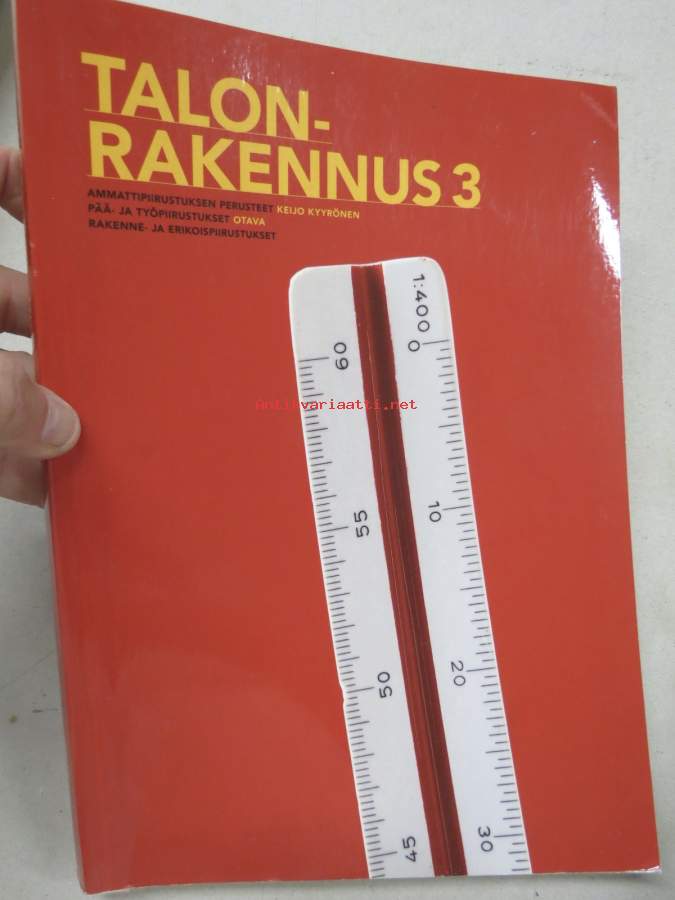 TALON-
RAKENNUS 3
AMMATTIPIIRUSTUKSEN PERUSTEET KEIJO KYYRÖNEN
PÄÄ- JA TYÖPIIRUSTUKSET OTAVA
RAKENNE- JA ERIKOISPIIRUSTUKSET
1:400
60
0
Antikvariaatti.net
55
10
50
20
45
30